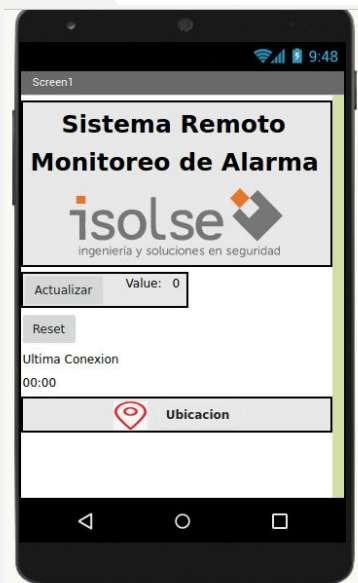 9:48
Screen1
Sistema Remoto
Monitoreo de Alarma
isolse
ingeniería y soluciones en seguridad
Actualizar Value: 0
Reset
Ultima Conexion
00:00
Ubicacion